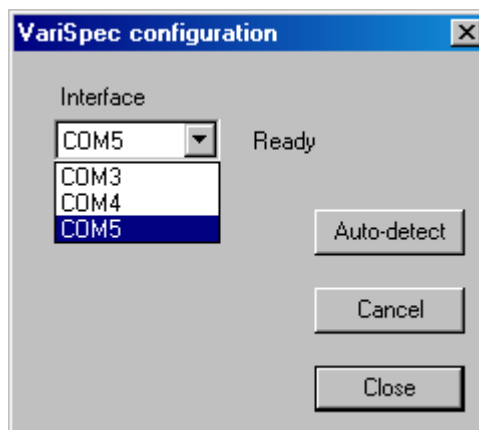 VariSpec configuration
Interface
COM5
Ready
COM3
COM4
COM5
Auto-detect
Cancel
Close